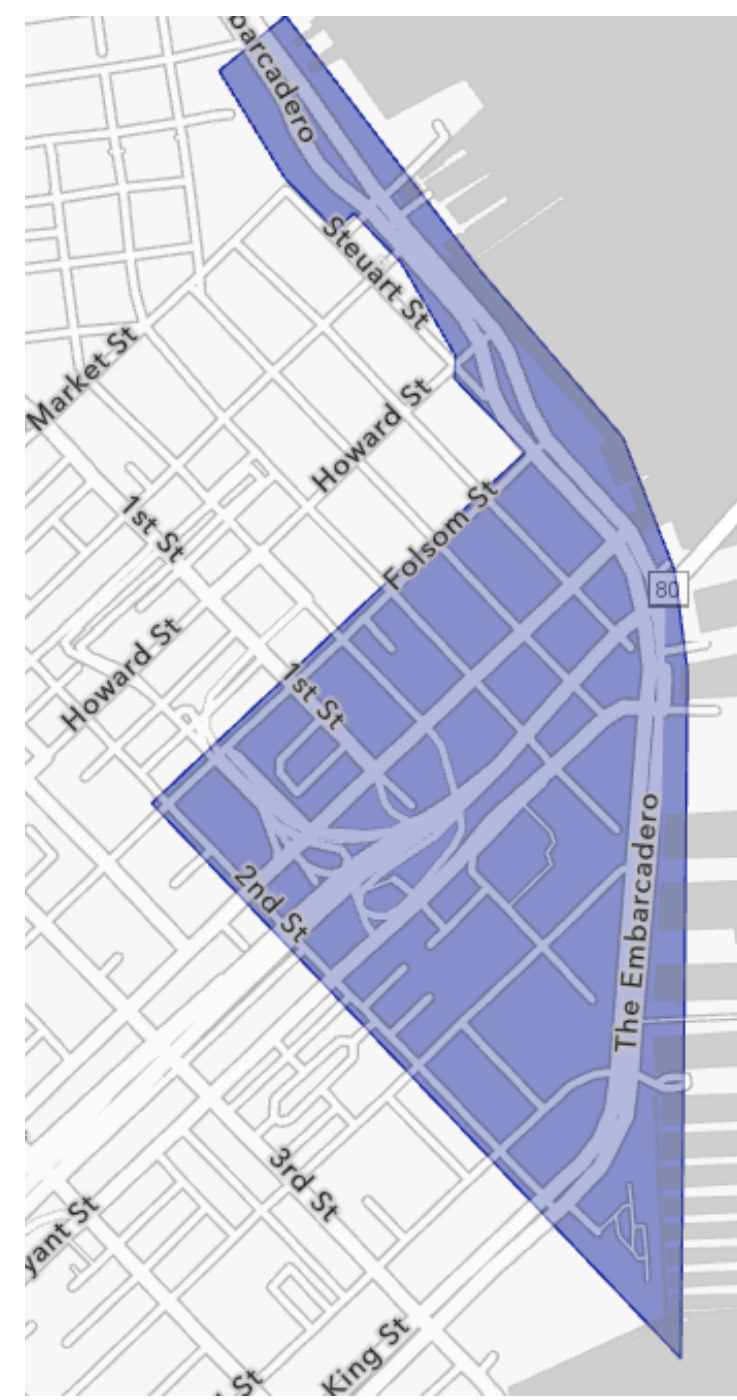 barcadero
Steuart St
Market St
Howard St
1st St
Folsom St
80
Howard St
1st St
The Embarcadero
2nd St
3rd St
yant St
King St
St